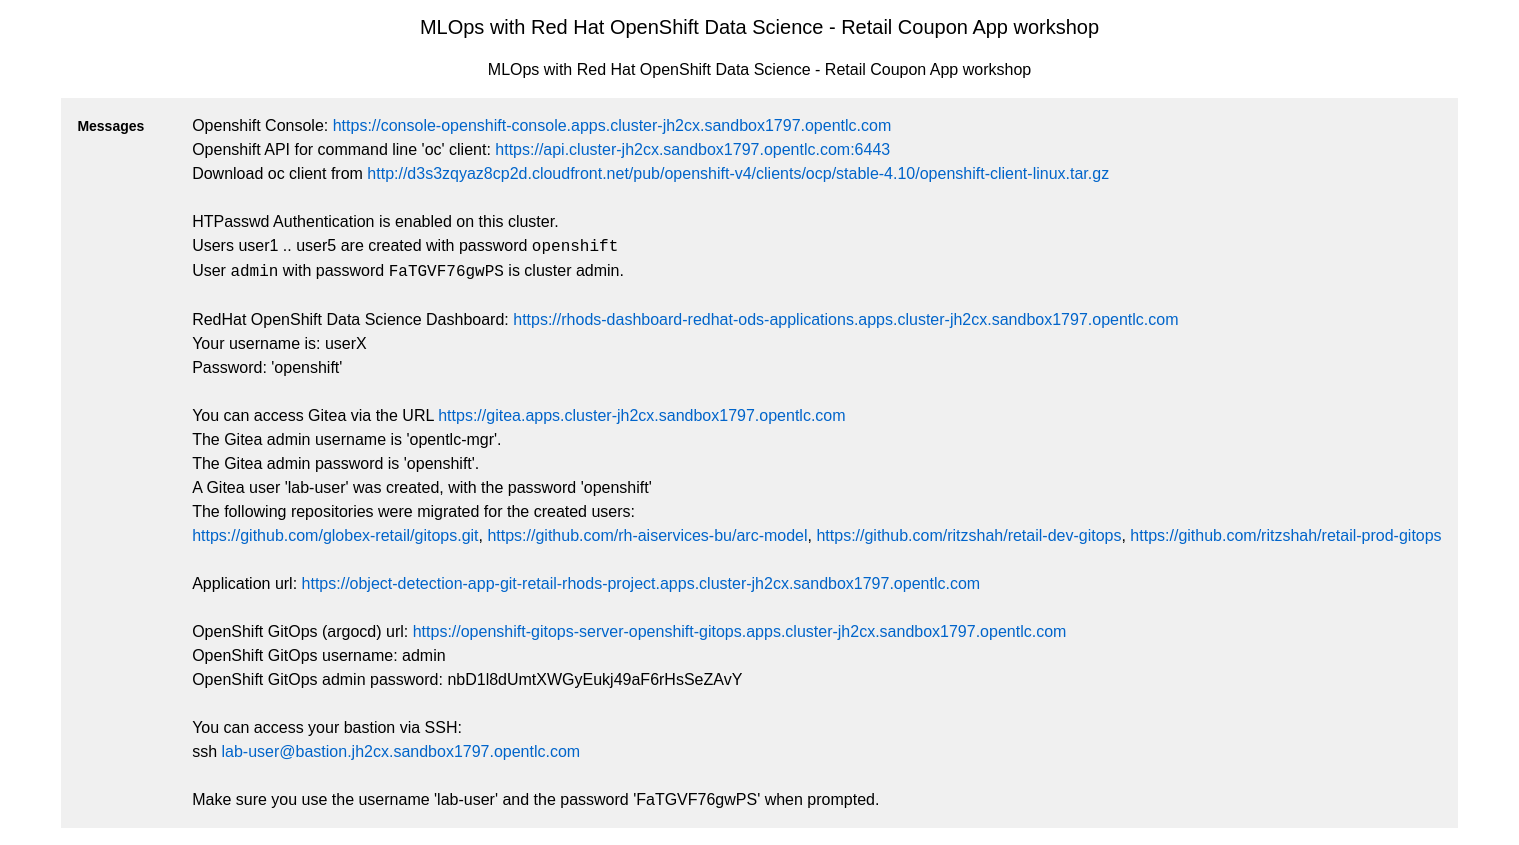 MLOps with Red Hat OpenShift Data Science - Retail Coupon App workshop
MLOps with Red Hat OpenShift Data Science - Retail Coupon App workshop
Messages
Openshift Console: https://console-openshift-console.apps.cluster-jh2cx.sandbox1797.opentlc.com
Openshift API for command line 'oc' client: https://api.cluster-jh2cx.sandbox1797.opentlc.com:6443
Download oc client from http://d3s3zqyaz8cp2d.cloudfront.net/pub/openshift-v4/clients/ocp/stable-4.10/openshift-client-linux.tar.gz
HTPasswd Authentication is enabled on this cluster.
Users user1 .. user5 are created with password openshift
User admin with password FaTGVF76gwPS is cluster admin.
RedHat OpenShift Data Science Dashboard: https://rhods-dashboard-redhat-ods-applications.apps.cluster-jh2cx.sandbox1797.opentlc.com
Your username is: userX
Password: 'openshift'
You can access Gitea via the URL https://gitea.apps.cluster-jh2cx.sandbox1797.opentlc.com
The Gitea admin username is 'opentlc-mgr'.
The Gitea admin password is 'openshift'.
A Gitea user 'lab-user' was created, with the password 'openshift'
The following repositories were migrated for the created users:
https://github.com/globex-retail/gitops.git, https://github.com/rh-aiservices-bu/arc-model, https://github.com/ritzshah/retail-dev-gitops, https://github.com/ritzshah/retail-prod-gitops
Application url: https://object-detection-app-git-retail-rhods-project.apps.cluster-jh2cx.sandbox1797.opentlc.com
OpenShift GitOps (argocd) url: https://openshift-gitops-server-openshift-gitops.apps.cluster-jh2cx.sandbox1797.opentlc.com
OpenShift GitOps username: admin
OpenShift GitOps admin password: nbD1l8dUmtXWGyEukj49aF6rHsSeZAvY
You can access your bastion via SSH:
ssh lab-user@bastion.jh2cx.sandbox1797.opentlc.com
Make sure you use the username 'lab-user' and the password 'FaTGVF76gwPS' when prompted.